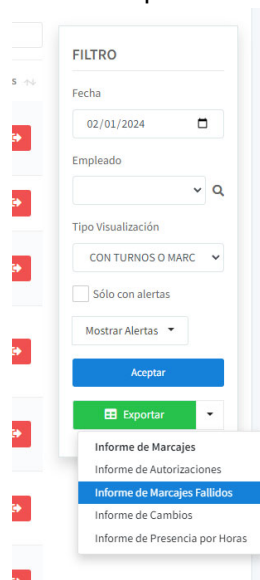 FILTRO
s
Fecha
02/01/2024
Empleado
Tipo Visualización
CON TURNOS O MARC
Sólo con alertas
Mostrar Alertas
Aceptar
Exportar
Informe de Marcajes
Informe de Autorizaciones
Informe de Marcajes Fallidos
Informe de Cambios
Informe de Presencia por Horas